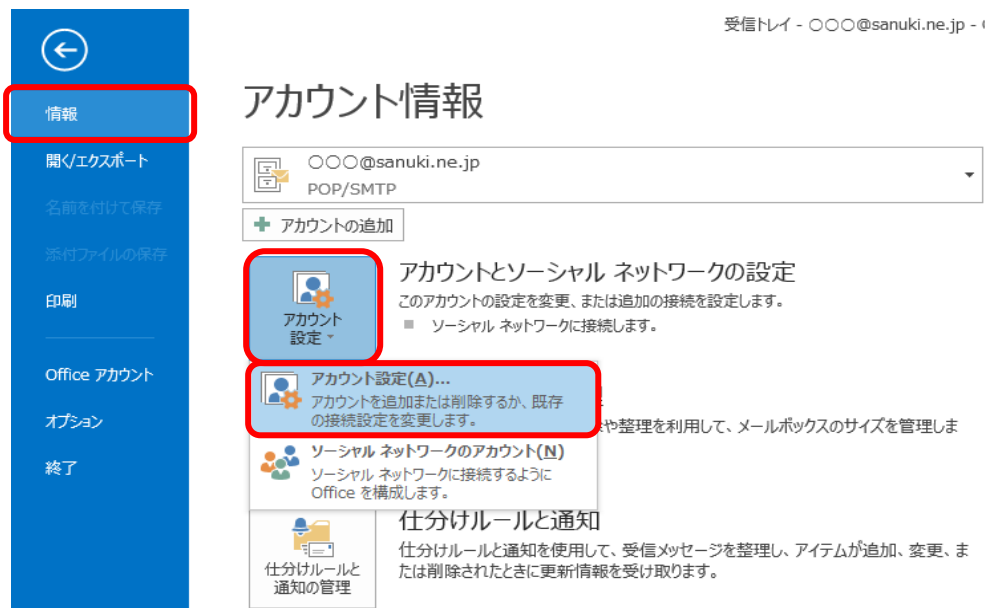 受信トレイ - 〇〇〇@sanuki.ne.jp -
情報
開く/エクスポート
名前を付けて保存
添付ファイルの保存
印刷
Office アカウント
オプション
終了
アカウント情報
〇〇〇@sanuki.ne.jp
POP/SMTP
アカウントの追加
アカウント
設定
アカウントとソーシャル ネットワークの設定
このアカウントの設定を変更、または追加の接続を設定します。
ソーシャル ネットワークに接続します。
アカウント設定(A)...
アカウントを追加または削除するか、既存
の接続設定を変更します。
や整理を利用して、メールボックスのサイズを管理しま
ソーシャル ネットワークのアカウント(N)
ソーシャル ネットワークに接続するように
Office を構成します。
仕分けルールと
通知の管理
仕分けルールと通知
仕分けルールと通知を使用して、受信メッセージを整理し、アイテムが追加、変更、ま
たは削除されたときに更新情報を受け取ります。